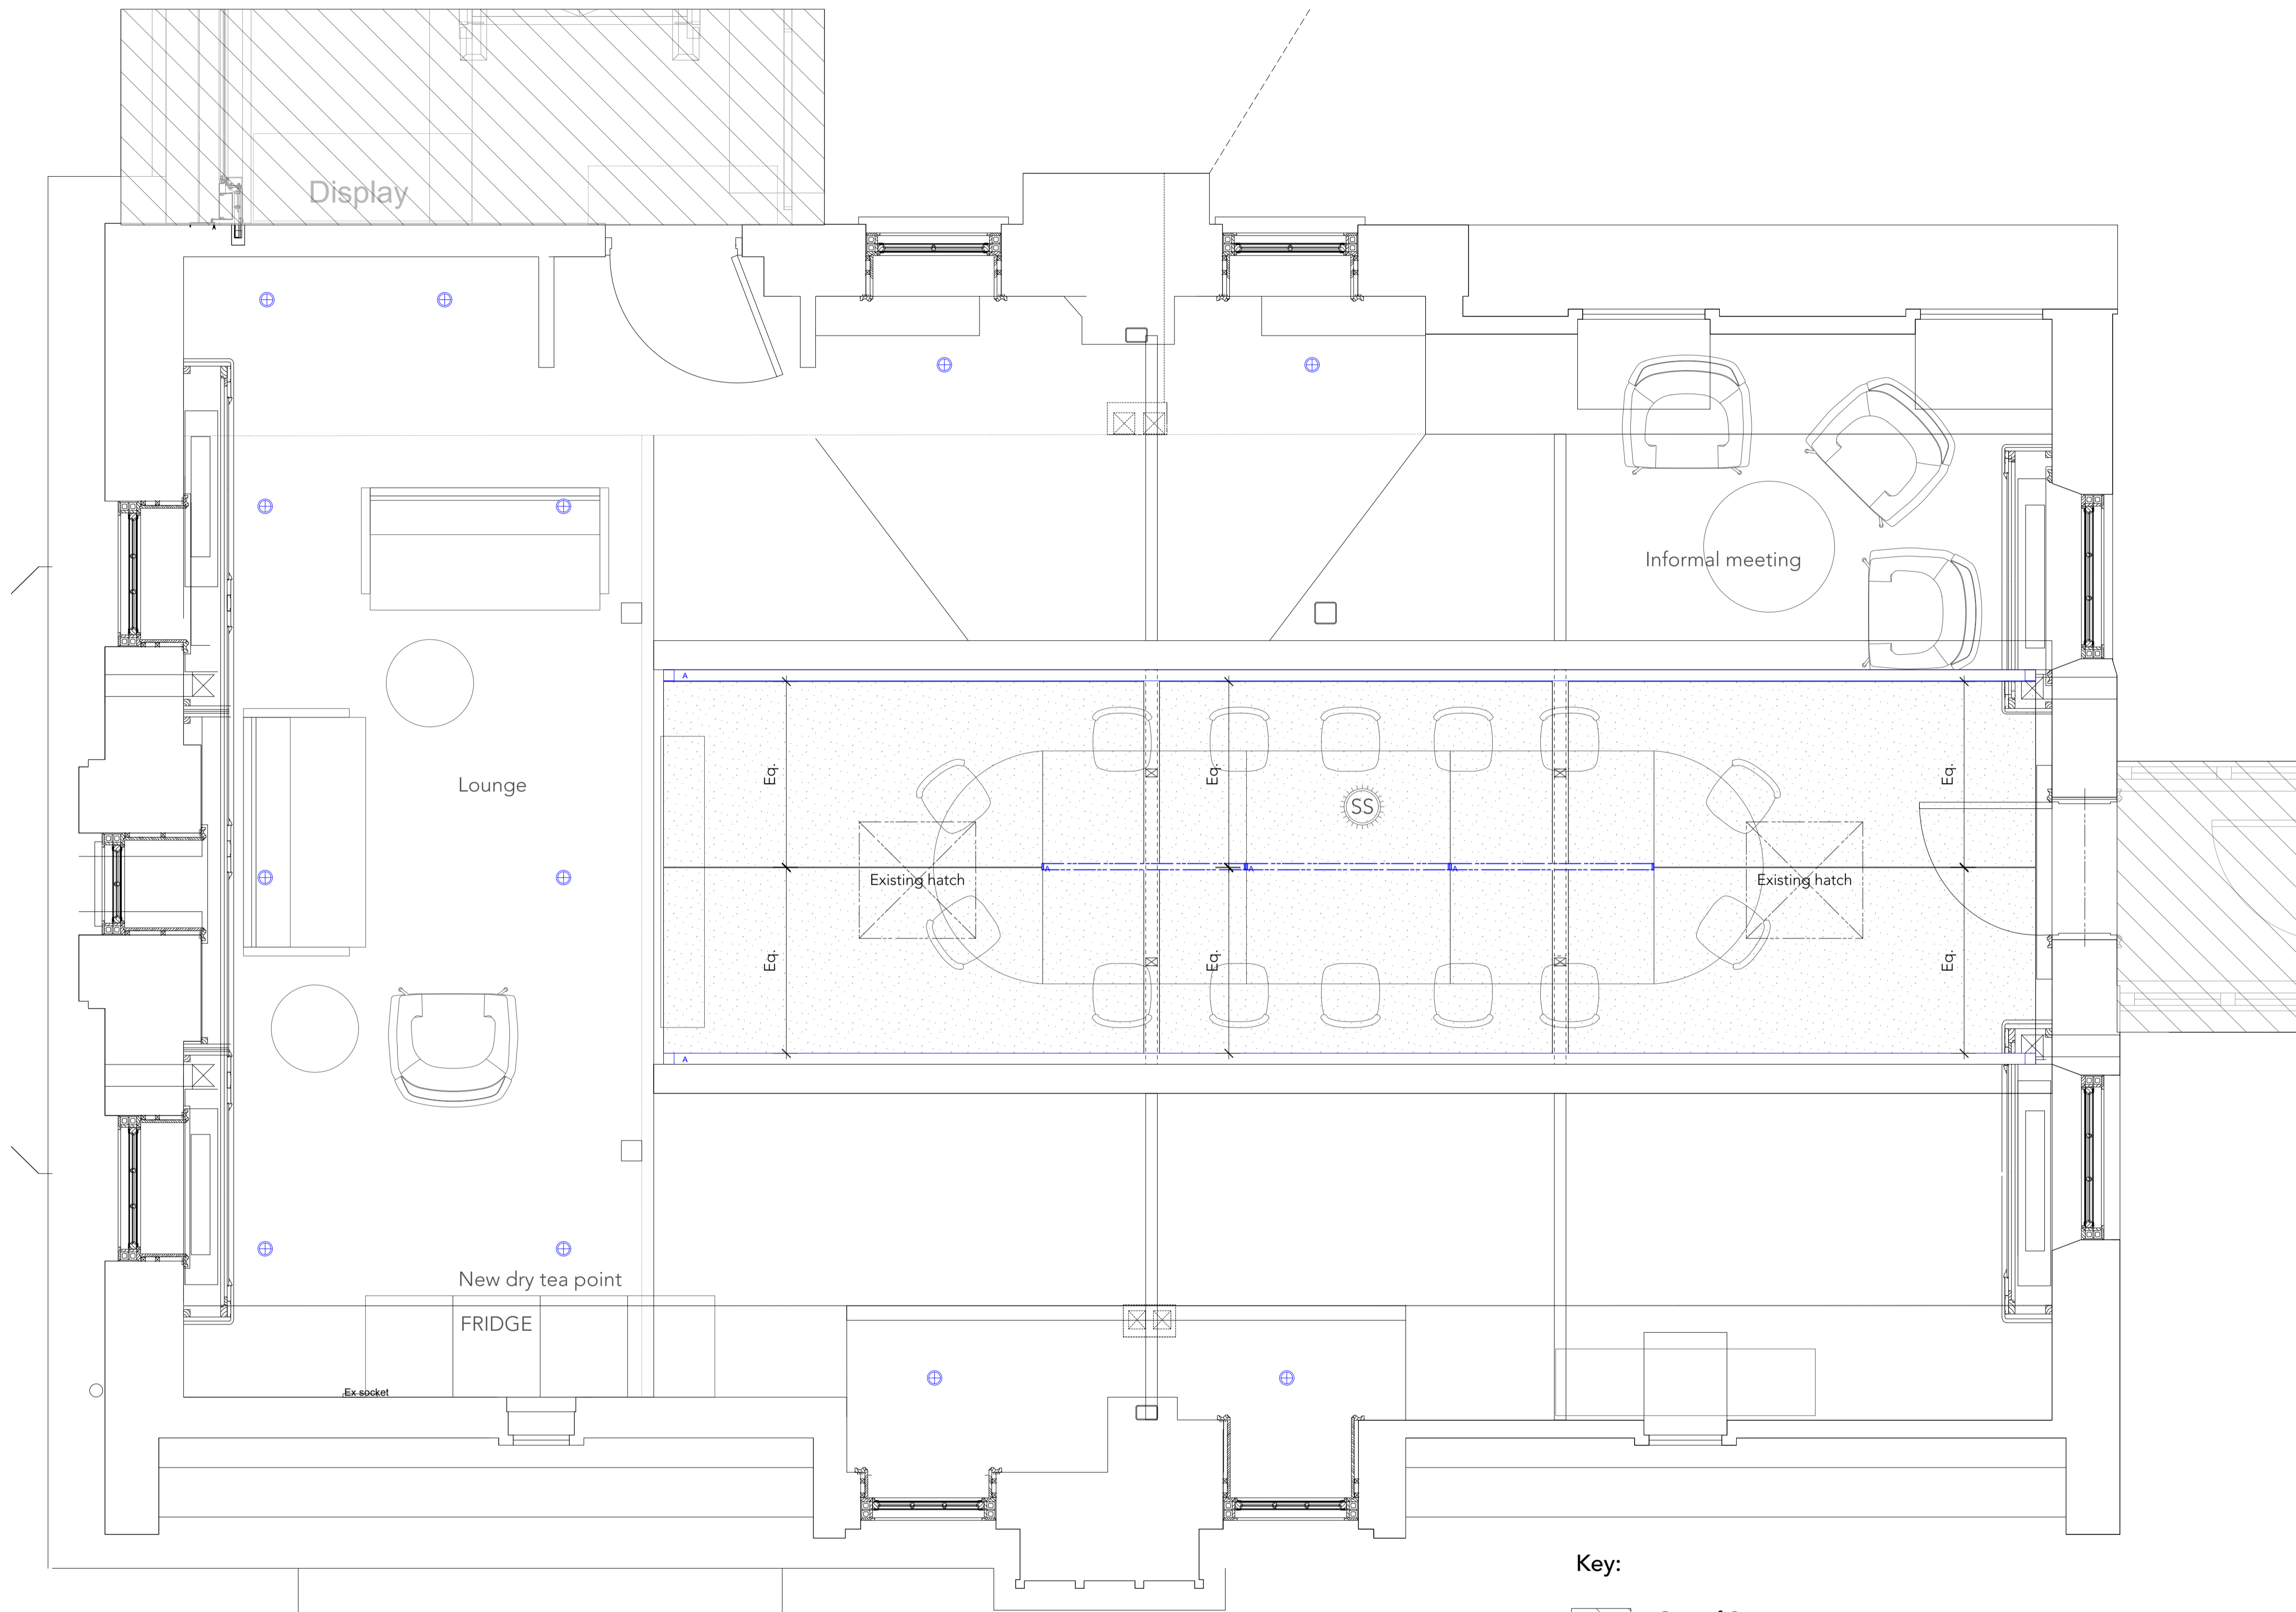 Display
Informal meeting
A
Eq.
Eq.
Eq.
Lounge
SS
A
A
A
Existing hatch
Existing hatch
Eq.
Eq.
Eq.
A
New dry tea point
FRIDGE
Ex socket
Key: